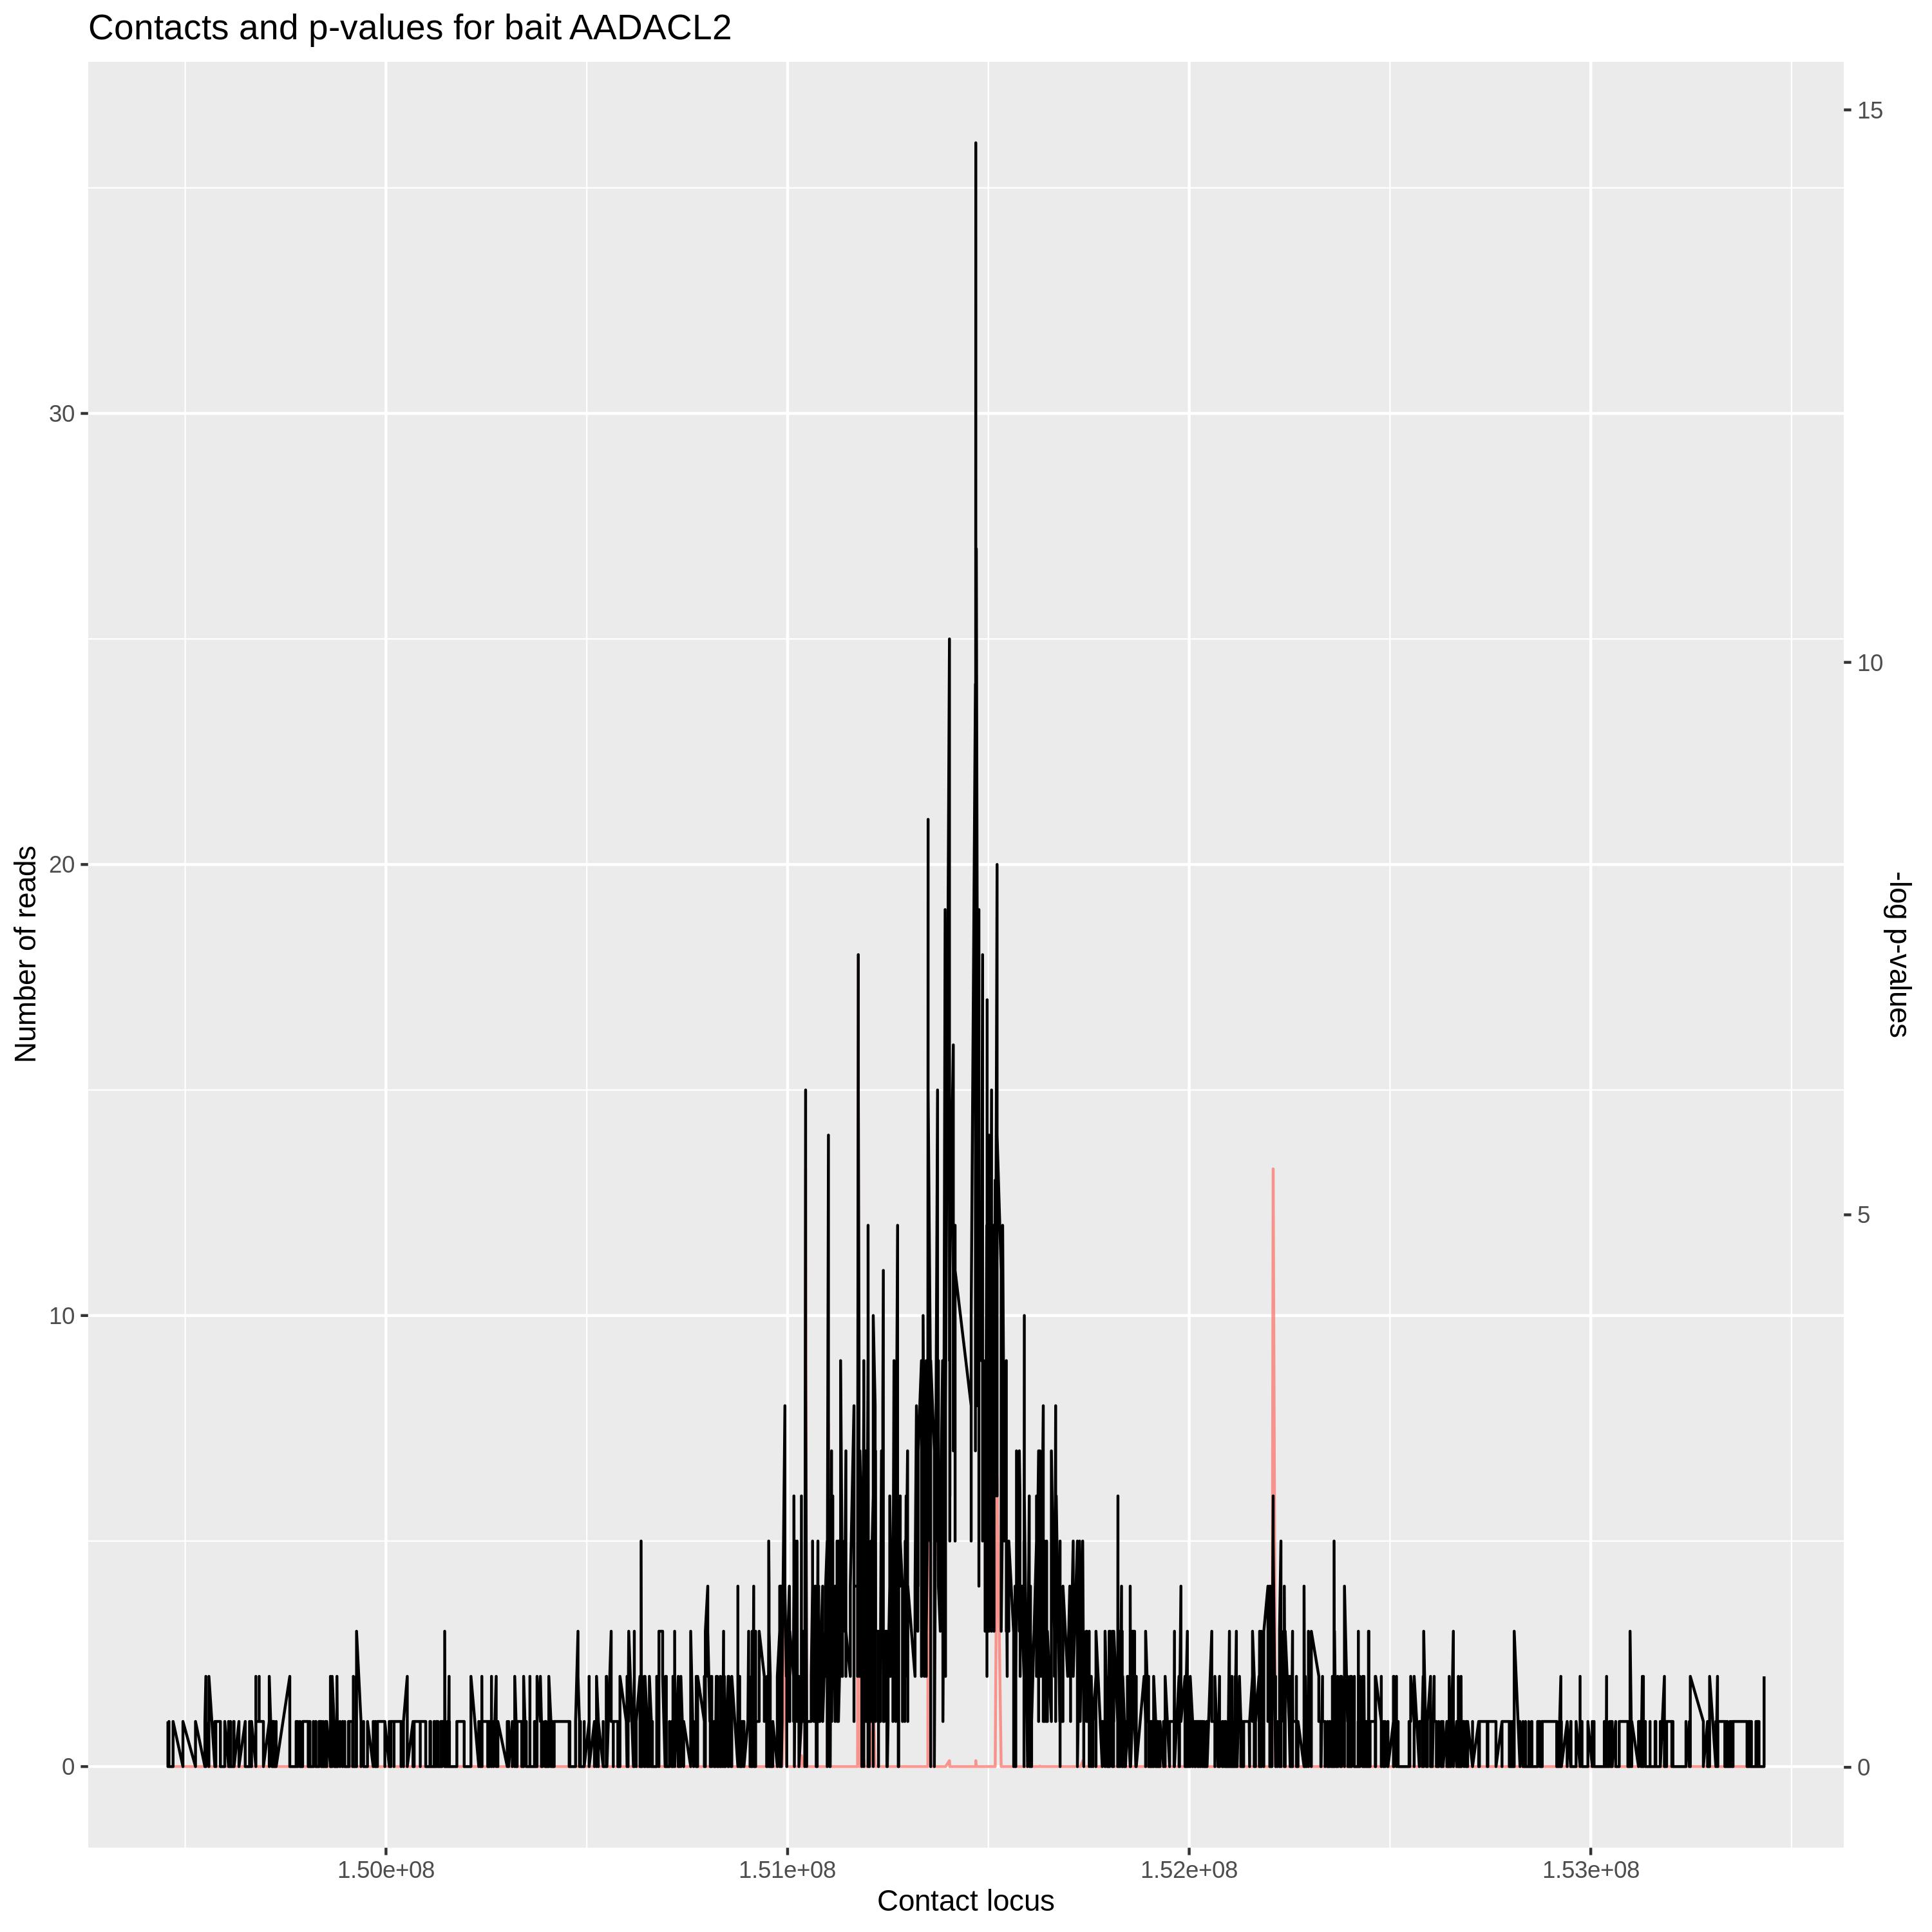 Contacts and p-values for bait AADACL2
Number of reads
30
20
10
0
15
10
5
0
-log p-values
1.50e+08
1.51e+08
1.52e+08
1.53e+08
Contact locus